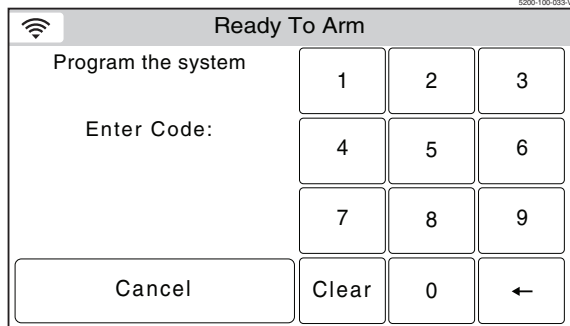 5200-100-033-V
Ready To Arm
Program the system
Enter Code:
1 2 3
4 5 6
7 8 9
Cancel Clear 0 ←